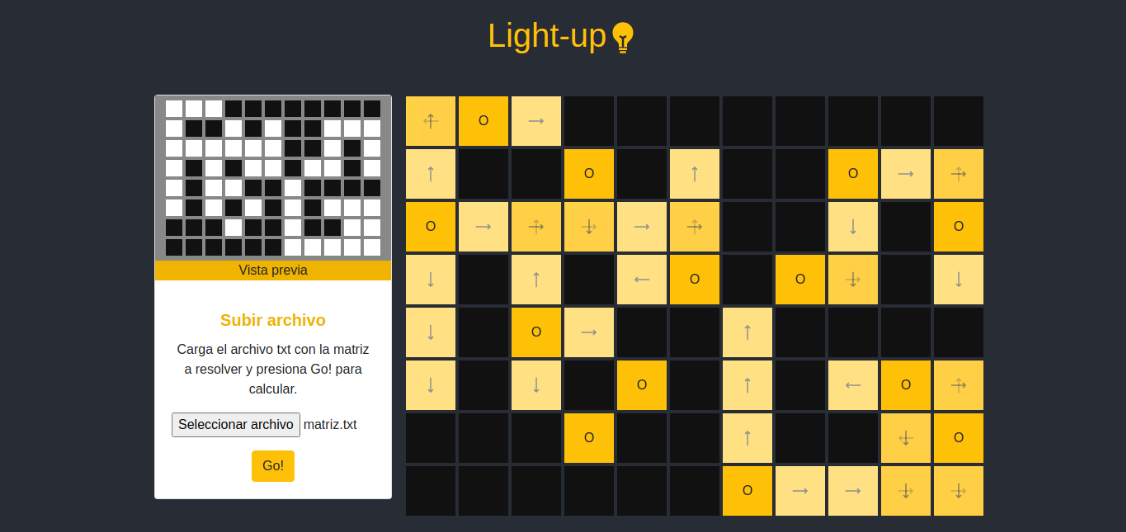 Light-up
Vista previa
Subir archivo
Carga el archivo txt con la matriz
a resolver y presiona Go! para
calcular.
Seleccionar archivo matriz.txt
Go!
O →
↑ O ↑ O →
O → → ↓
↓ ↑ ← O O ↓
↓ O → ↑
↓ ↓ O ↑ ← O
O ↑ O
O → →